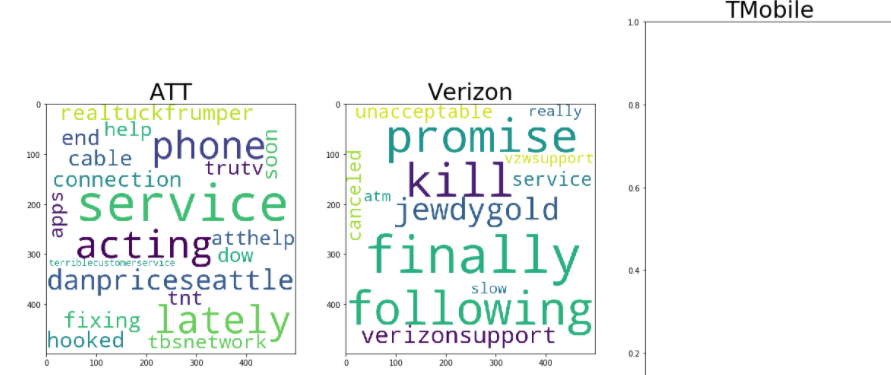 TMobile
1.0
ATT
Verizon
0
realtuckfrumper
end
help
phone
soon
cable
trutv
100
connection
apps
service
200
acting
atthelp
terriblecustomerservice
dow
300
danpriceseattle
tnt
400
fixing
lately
hooked
tbsnetwork
0
100
200
300
400
0
unacceptable
really
promise
100
vzwsupport
canceled
kill
service
atm
200
jewdygold
finally
300
slow
following
400
verizonsupport
0
100
200
300
400
0.8
0.6
0.4
0.2